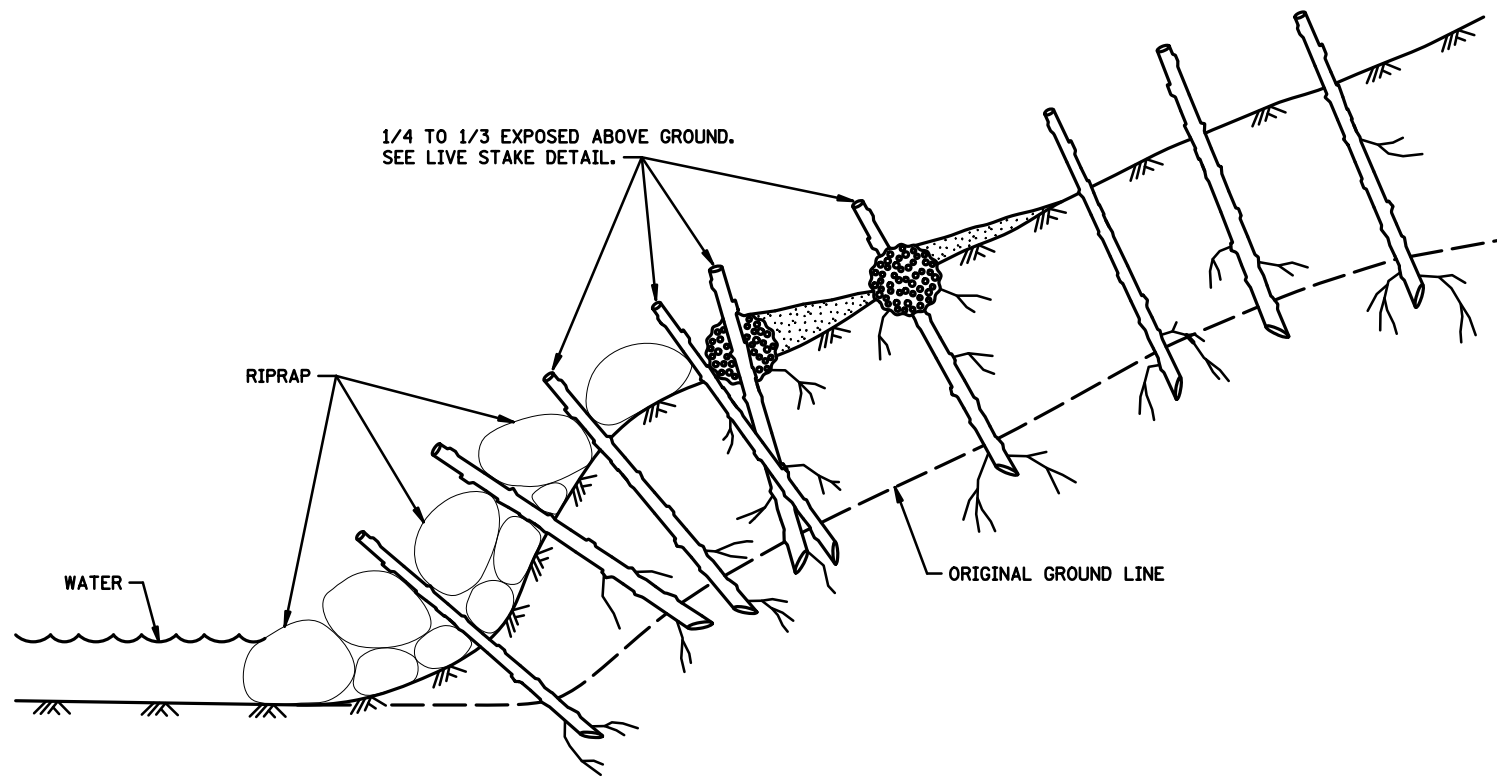 1/4 TO 1/3 EXPOSED ABOVE GROUND.
SEE LIVE STAKE DETAIL.
RIPRAP
WATER
ORIGINAL GROUND LINE